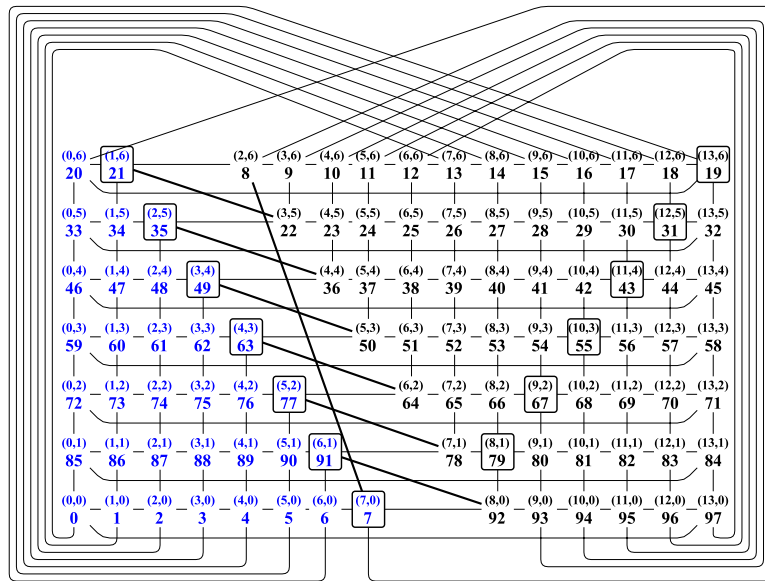 (0,6) (1,6) (2,6) (3,6) (4,6) (5,6) (6,6) (7,6) (8,6) (9,6) (10,6) (11,6) (12,6) (13,6)
20 21 8 9 10 11 12 13 14 15 16 17 18 19
(0,5) (1,5) (2,5) (3,5) (4,5) (5,5) (6,5) (7,5) (8,5) (9,5) (10,5) (11,5) (12,5) (13,5)
33 34 35 22 23 24 25 26 27 28 29 30 31 32
(0,4) (1,4) (2,4) (3,4) (4,4) (5,4) (6,4) (7,4) (8,4) (9,4) (10,4) (11,4) (12,4) (13,4)
46 47 48 49 36 37 38 39 40 41 42 43 44 45
(0,3) (1,3) (2,3) (3,3) (4,3) (5,3) (6,3) (7,3) (8,3) (9,3) (10,3) (11,3) (12,3) (13,3)
59 60 61 62 63 50 51 52 53 54 55 56 57 58
(0,2) (1,2) (2,2) (3,2) (4,2) (5,2) (6,2) (7,2) (8,2) (9,2) (10,2) (11,2) (12,2) (13,2)
72 73 74 75 76 77 64 65 66 67 68 69 70 71
(0,1) (1,1) (2,1) (3,1) (4,1) (5,1) (6,1) (7,1) (8,1) (9,1) (10,1) (11,1) (12,1) (13,1)
85 86 87 88 89 90 91 78 79 80 81 82 83 84
(0,0) (1,0) (2,0) (3,0) (4,0) (5,0) (6,0) (7,0) (8,0) (9,0) (10,0) (11,0) (12,0) (13,0)
0 1 2 3 4 5 6 7 92 93 94 95 96 97